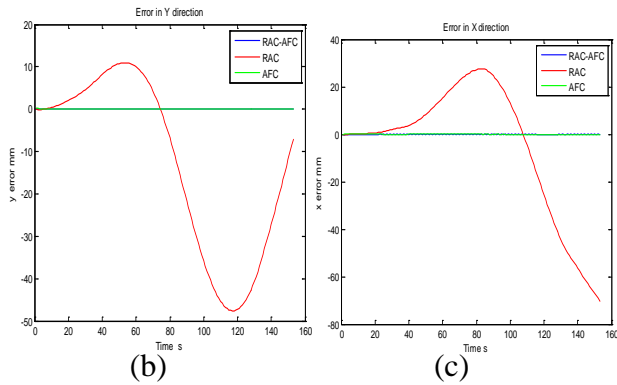 Error in Y direction
20
10
0
-10
-20
-30
-40
-50
0 20 40 60 80 100 120 140 160
y error mm
Time s
RAC-AFC
RAC
AFC
(b)
Error in X direction
40
20
0
-20
-40
-60
-80
0 20 40 60 80 100 120 140 160
x error mm
Time s
RAC-AFC
RAC
AFC
(c)